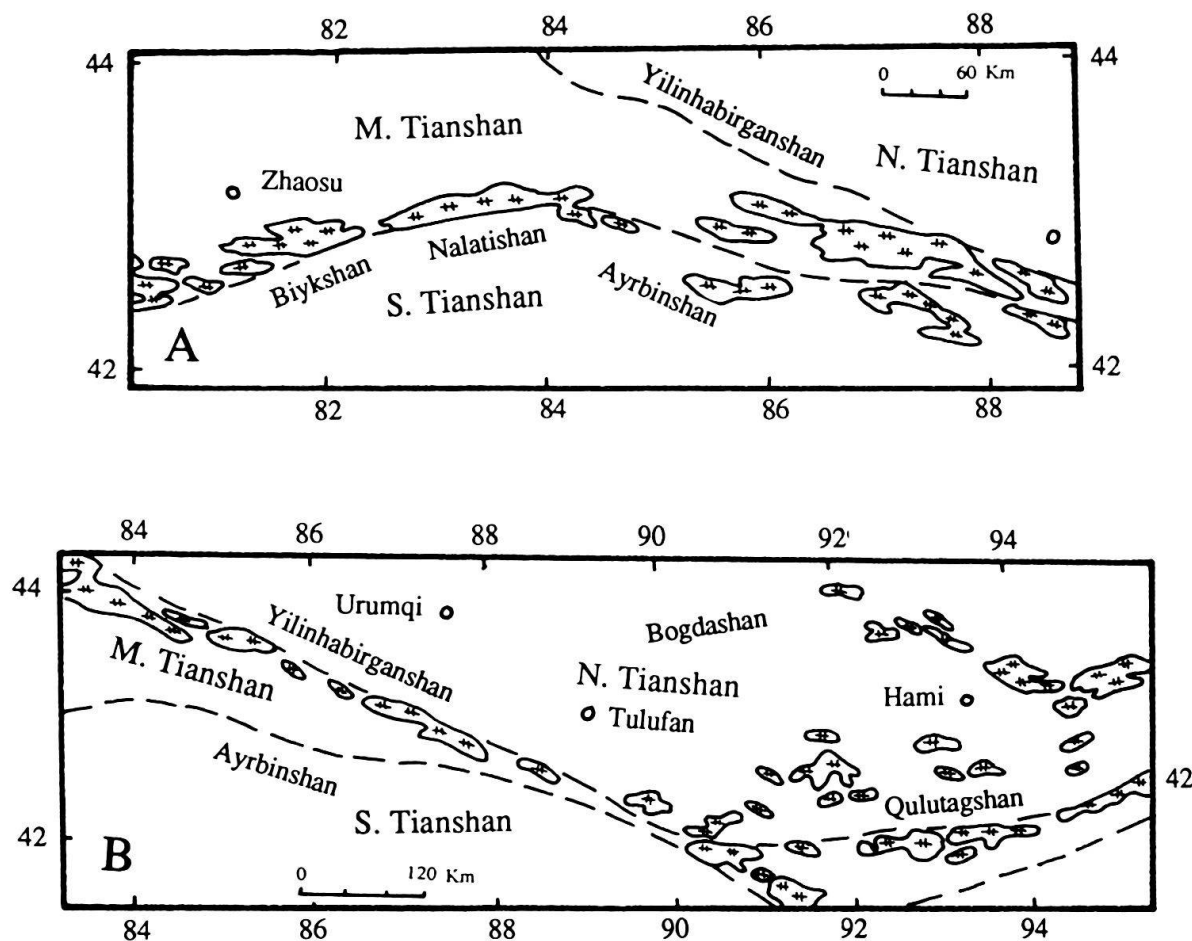 82 84 86 88
44 44
Yilinhabirganshan
0 60 Km
M. Tianshan
N. Tianshan
Zhaosu
Nalatishan
Biykshan
Ayrbinshan
S. Tianshan
A
42 42
82 84 86 88
84 86 88 90 92' 94
44
Urumqi
Yilinhabirganshan
Bogdashan
M. Tianshan
N. Tianshan
Hami
Tulufan
Ayrbinshan
42
Qulutagshan
S. Tianshan
42
B
0 120 Km
84 86 88 90 92 94